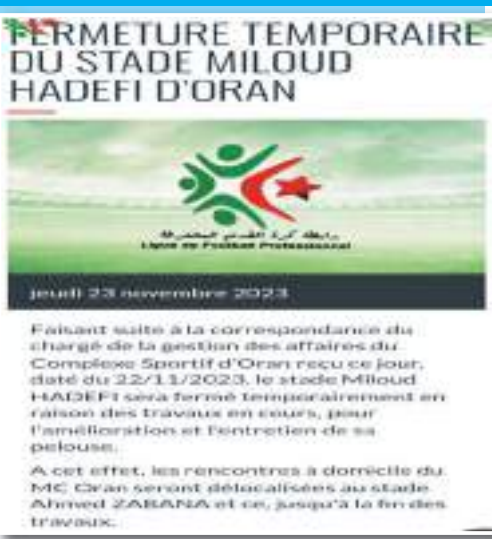 FERMETURE TEMPORAIRE
DU STADE MILOUD
HADEFI D'ORAN
رابطة كرة القدم المحترفة
Ligue de Football Professionnel
jeudi 23 novembre 2023
Faisant suite à la correspondance du
chargé de la gestion des affaires du
Complexe Sportif d'Oran reçu ce jour,
daté du 22/11/2023, le stade Miloud
HADEFI sera fermé temporairement en
raison des travaux en cours, pour
l'amélioration et l'entretien de sa
pelouse.
A cet effet, les rencontres à domicile du
MC Oran seront délocalisées au stade
Ahmed ZABANA et ce, jusqu'à la fin des
travaux.